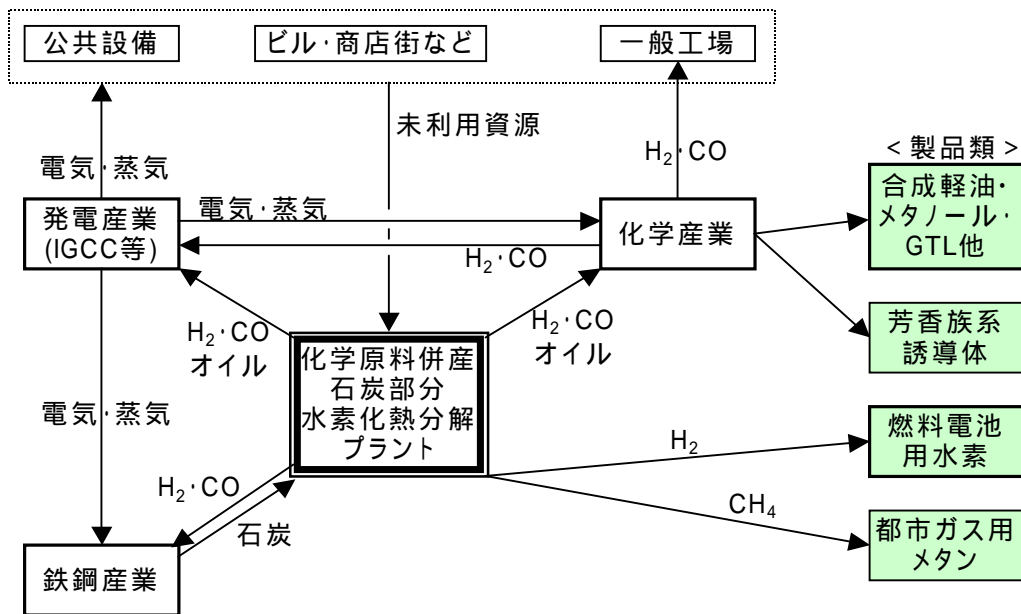 公共設備
ビル・商店街など
一般工場
未利用資源
電気・蒸気
H₂・CO
<製品類>
発電産業
(IGCC等)
電気・蒸気
H₂・CO
化学産業
合成軽油・
メタノール・
GTL他
H₂・CO
オイル
H₂・CO
オイル
芳香族系
誘導体
化学原料併産
石炭部分
水素化熱分解
プラント
電気・蒸気
H₂
燃料電池
用水素
H₂・CO
石炭
CH₄
都市ガス用
メタン
鉄鋼産業